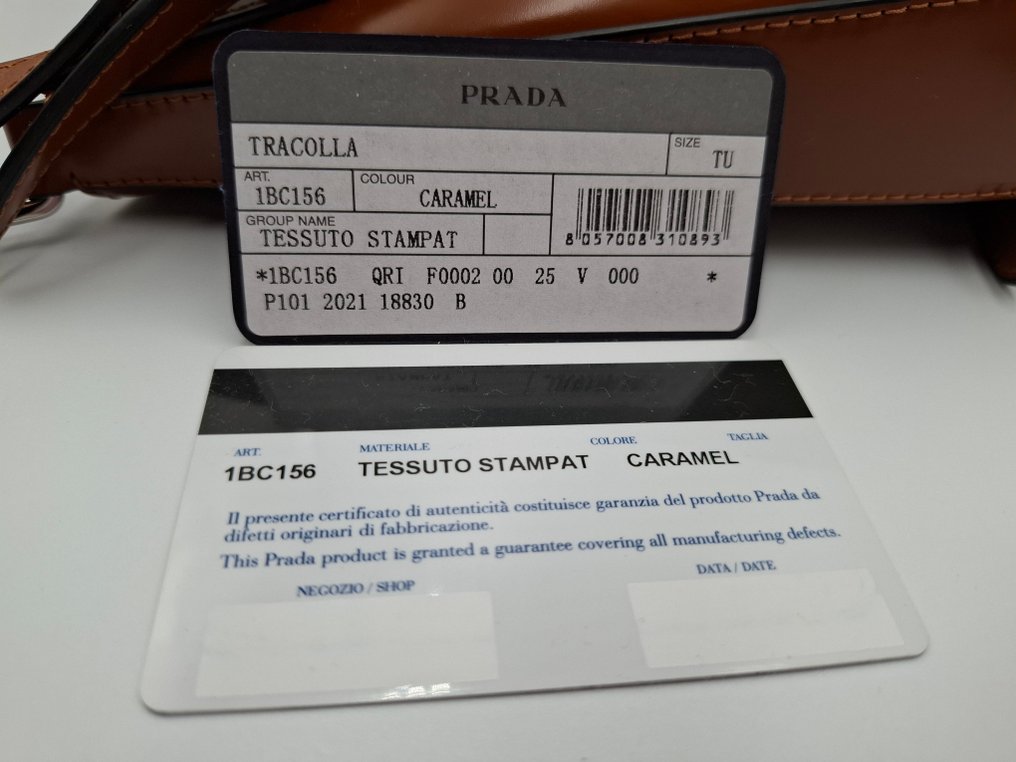 PRADA
TRACOLLA SIZE TU
ART. 1BC156 COLOUR CARAMEL
GROUP NAME TESSUTO STAMPAT
8 057008 310893
*1BC156 QRI F0002 00 25 V 000 *
P101 2021 18830 B
ART. MATERIALE COLORE TAGLIA
1BC156 TESSUTO STAMPAT CARAMEL
Il presente certificato di autenticità costituisce garanzia del prodotto Prada da
difetti originari di fabbricazione.
This Prada product is granted a guarantee covering all manufacturing defects.
NEGOZIO / SHOP DATA / DATE